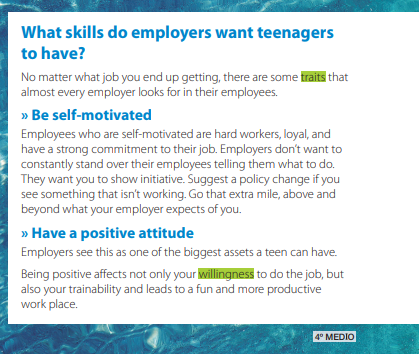 What skills do employers want teenagers
to have?
No matter what job you end up getting, there are some traits that
almost every employer looks for in their employees.
» Be self-motivated
Employees who are self-motivated are hard workers, loyal, and
have a strong commitment to their job. Employers don't want to
constantly stand over their employees telling them what to do.
They want you to show initiative. Suggest a policy change if you
see something that isn't working. Go that extra mile, above and
beyond what your employer expects of you.
» Have a positive attitude
Employers see this as one of the biggest assets a teen can have.
Being positive affects not only your willingness to do the job, but
also your trainability and leads to a fun and more productive
work place.
4º MEDIO